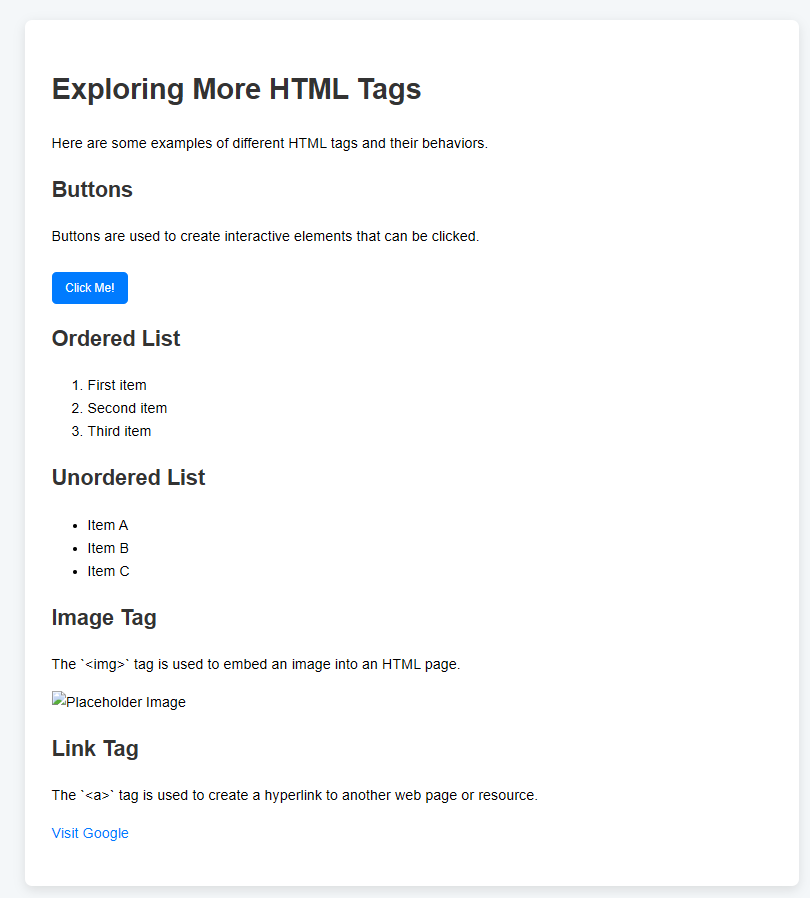 Exploring More HTML Tags
Here are some examples of different HTML tags and their behaviors.
Buttons
Buttons are used to create interactive elements that can be clicked.
Click Me!
Ordered List
1. First item
2. Second item
3. Third item
Unordered List
• Item A
• Item B
• Item C
Image Tag
The `<img>` tag is used to embed an image into an HTML page.
Placeholder Image
Link Tag
The `<a>` tag is used to create a hyperlink to another web page or resource.
Visit Google